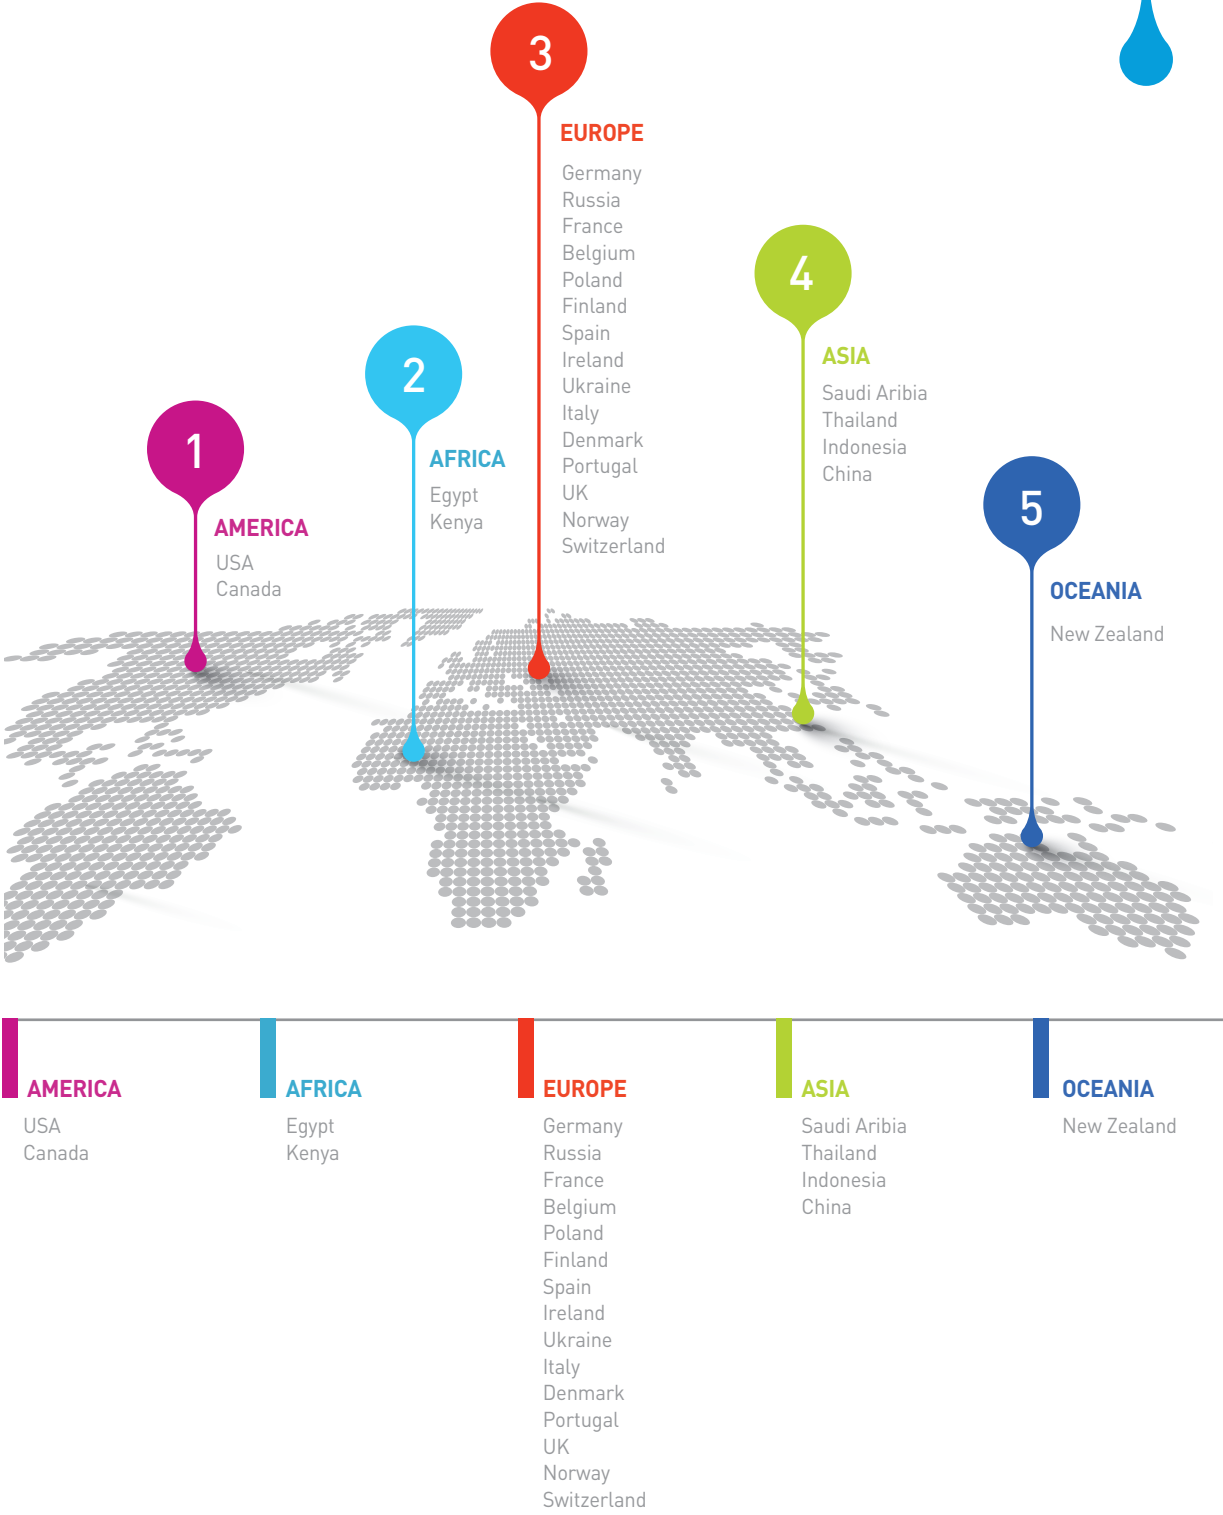 3
EUROPE
Germany
Russia
France
Belgium
Poland
Finland
Spain
Ireland
Ukraine
Italy
Denmark
Portugal
UK
Norway
Switzerland
4
ASIA
Saudi Aribia
Thailand
Indonesia
China
2
AFRICA
Egypt
Kenya
1
AMERICA
USA
Canada
5
OCEANIA
New Zealand
AMERICA
USA
Canada
AFRICA
Egypt
Kenya
EUROPE
Germany
Russia
France
Belgium
Poland
Finland
Spain
Ireland
Ukraine
Italy
Denmark
Portugal
UK
Norway
Switzerland
ASIA
Saudi Aribia
Thailand
Indonesia
China
OCEANIA
New Zealand